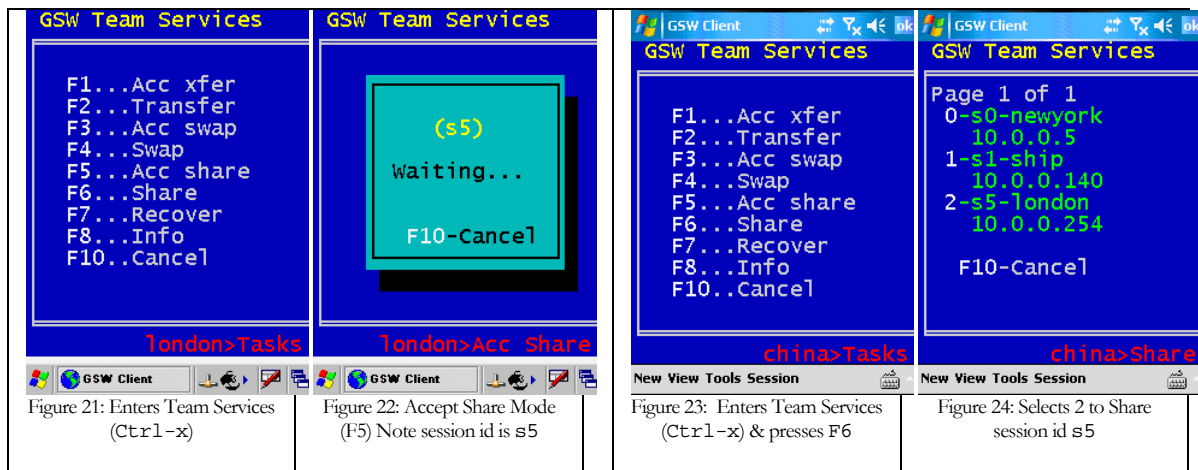 GSW Team Services
F1...Acc xfer
F2...Transfer
F3...Acc swap
F4...Swap
F5...Acc share
F6...Share
F7...Recover
F8...Info
F10..Cancel
london>Tasks
GSW Client
Figure 21: Enters Team Services
(Ctrl-x)
GSW Team Services
(s5)
Waiting...
F10-Cancel
london>Acc Share
GSW Client
Figure 22: Accept Share Mode
(F5) Note session id is s5
GSW Client
ok
GSW Team Services
F1...Acc xfer
F2...Transfer
F3...Acc swap
F4...Swap
F5...Acc share
F6...Share
F7...Recover
F8...Info
F10..Cancel
china>Tasks
New View Tools Session
Figure 23: Enters Team Services
(Ctrl-x) & presses F6
GSW Client
ok
GSW Team Services
Page 1 of 1
0-s0-newyork
10.0.0.5
1-s1-ship
10.0.0.140
2-s5-london
10.0.0.254
F10-Cancel
china>Share
New View Tools Session
Figure 24: Selects 2 to Share
session id s5